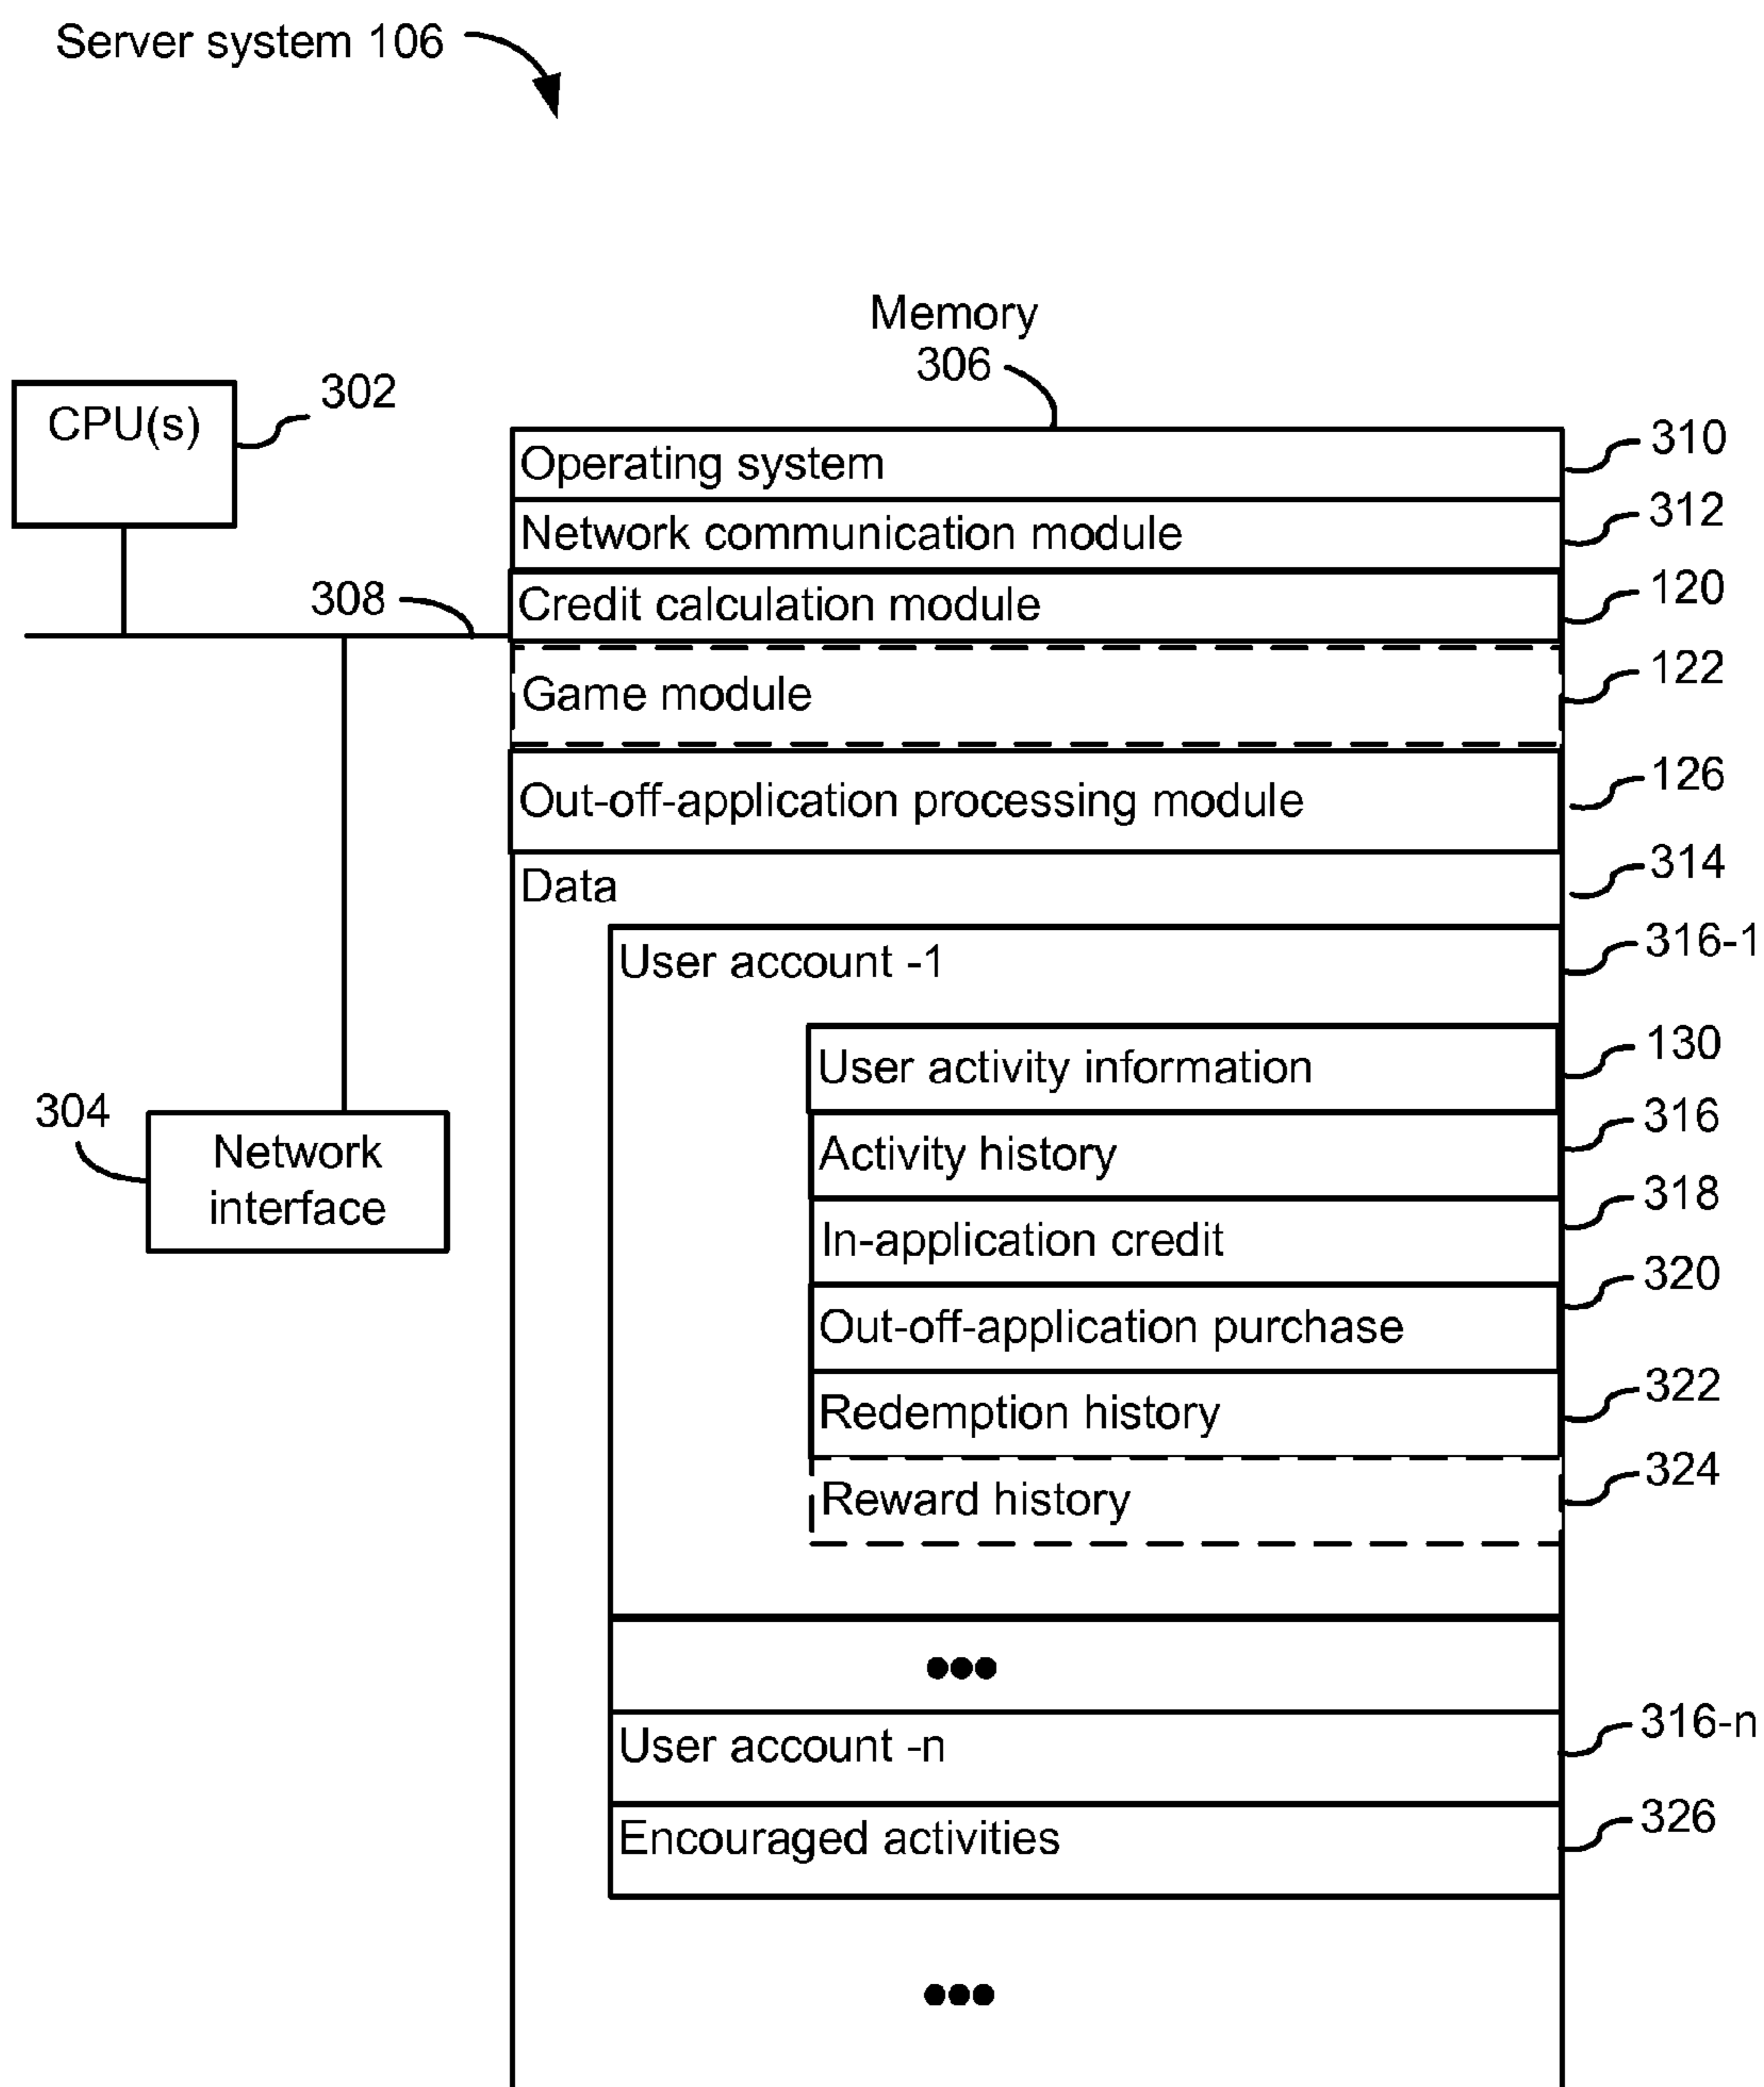 Server system 106
Memory
306
CPU(s)
302
Operating system
310
Network communication module
312
308
Credit calculation module
120
Game module
122
Out-off-application processing module
126
Data
314
User account -1
316-1
User activity information
130
304
Network
interface
Activity history
316
In-application credit
318
Out-off-application purchase
320
Redemption history
322
Reward history
324
User account -n
316-n
Encouraged activities
326